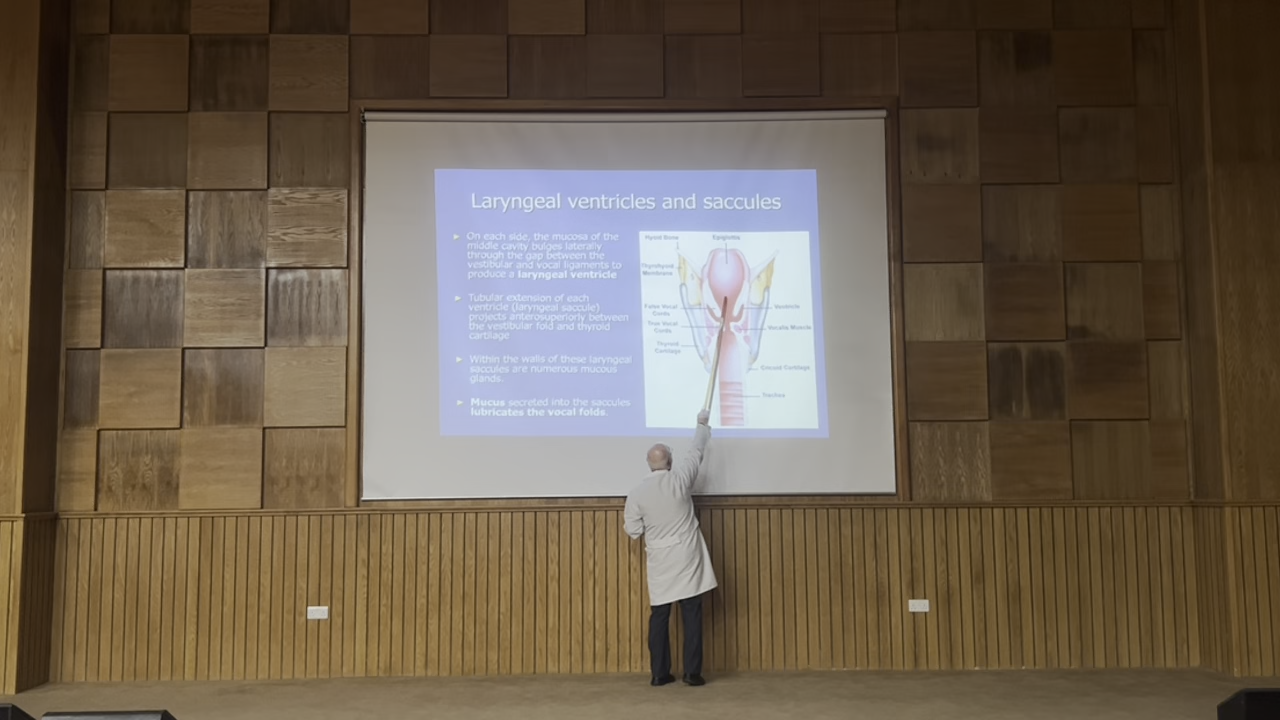 Laryngeal ventricles and saccules
On each side, the mucosa of the
middle cavity bulges laterally
through the gap between the
vestibular and vocal ligaments to
produce a laryngeal ventricle
Tubular extension of each
ventricle (laryngeal saccule)
projects anterosuperiorly between
the vestibular fold and thyroid
cartilage
Within the walls of these laryngeal
saccules are numerous mucous
glands.
Mucus secreted into the saccules
lubricates the vocal folds.
Hyoid Bone
Epiglottis
Thyrohyoid
Membrane
False Vocal
Cords
Ventricle
True Vocal
Cords
Vocalis Muscle
Thyroid
Cartilage
Cricoid Cartilage
Trachea